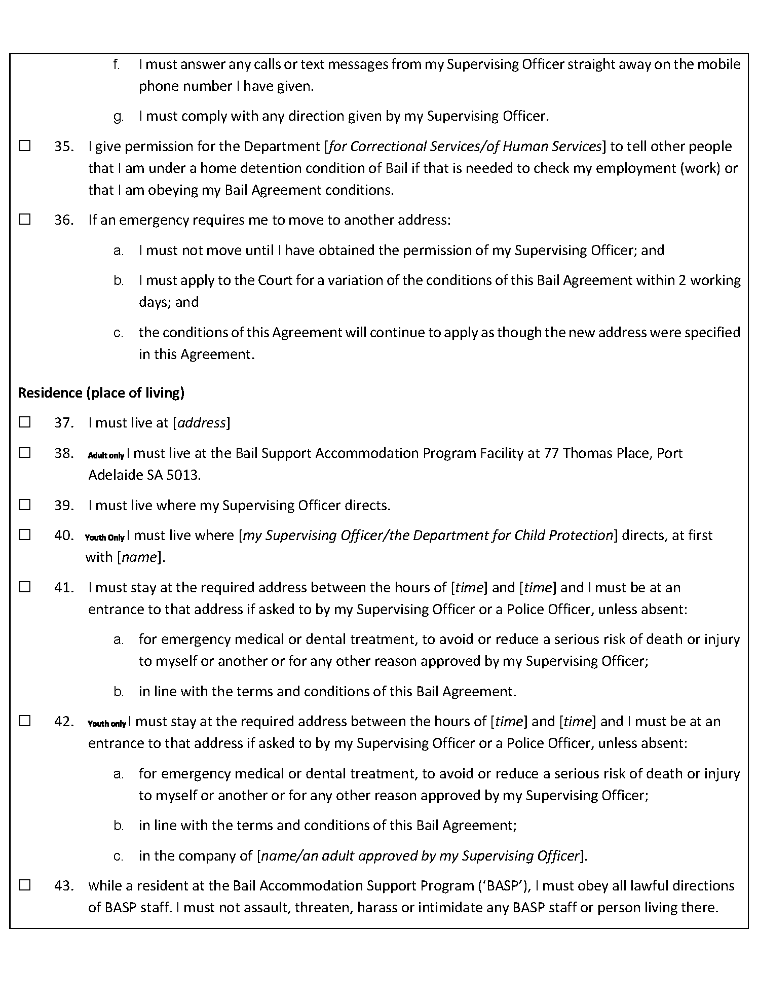 f. I must answer any calls or text messages from my Supervising Officer straight away on the mobile
phone number I have given.
g. I must comply with any direction given by my Supervising Officer.
☐ 35. I give permission for the Department [for Correctional Services/of Human Services] to tell other people
that I am under a home detention condition of Bail if that is needed to check my employment (work) or
that I am obeying my Bail Agreement conditions.
☐ 36. If an emergency requires me to move to another address:
a. I must not move until I have obtained the permission of my Supervising Officer; and
b. I must apply to the Court for a variation of the conditions of this Bail Agreement within 2 working
days; and
c. the conditions of this Agreement will continue to apply as though the new address were specified
in this Agreement.
Residence (place of living)
☐ 37. I must live at [address]
☐ 38. Adult only I must live at the Bail Support Accommodation Program Facility at 77 Thomas Place, Port
Adelaide SA 5013.
☐ 39. I must live where my Supervising Officer directs.
☐ 40. Youth Only I must live where [my Supervising Officer/the Department for Child Protection] directs, at first
with [name].
☐ 41. I must stay at the required address between the hours of [time] and [time] and I must be at an
entrance to that address if asked to by my Supervising Officer or a Police Officer, unless absent:
a. for emergency medical or dental treatment, to avoid or reduce a serious risk of death or injury
to myself or another or for any other reason approved by my Supervising Officer;
b. in line with the terms and conditions of this Bail Agreement.
☐ 42. Youth only I must stay at the required address between the hours of [time] and [time] and I must be at an
entrance to that address if asked to by my Supervising Officer or a Police Officer, unless absent:
a. for emergency medical or dental treatment, to avoid or reduce a serious risk of death or injury
to myself or another or for any other reason approved by my Supervising Officer;
b. in line with the terms and conditions of this Bail Agreement;
c. in the company of [name/an adult approved by my Supervising Officer].
☐ 43. While a resident at the Bail Accommodation Support Program (‘BASP’), I must obey all lawful directions
of BASP staff. I must not assault, threaten, harass or intimidate any BASP staff or person living there.